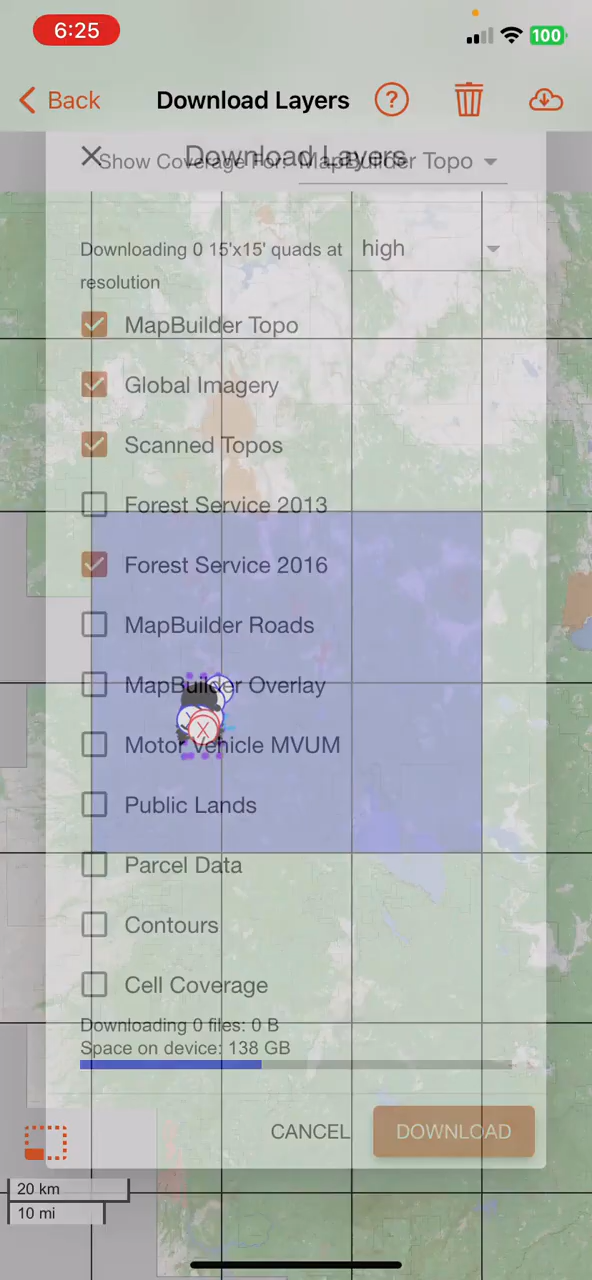 6:25
100
Back
Download Layers
?
Download Layers
Show Coverage For: MapBuilder Topo
Downloading 0 15'x15' quads at high
resolution
MapBuilder Topo
Global Imagery
Scanned Topos
Forest Service 2013
Forest Service 2016
MapBuilder Roads
MapBuilder Overlay
X
Motor Vehicle MVUM
Public Lands
Parcel Data
Contours
Cell Coverage
Downloading 0 files: 0 B
Space on device: 138 GB
CANCEL
DOWNLOAD
20 km
10 mi